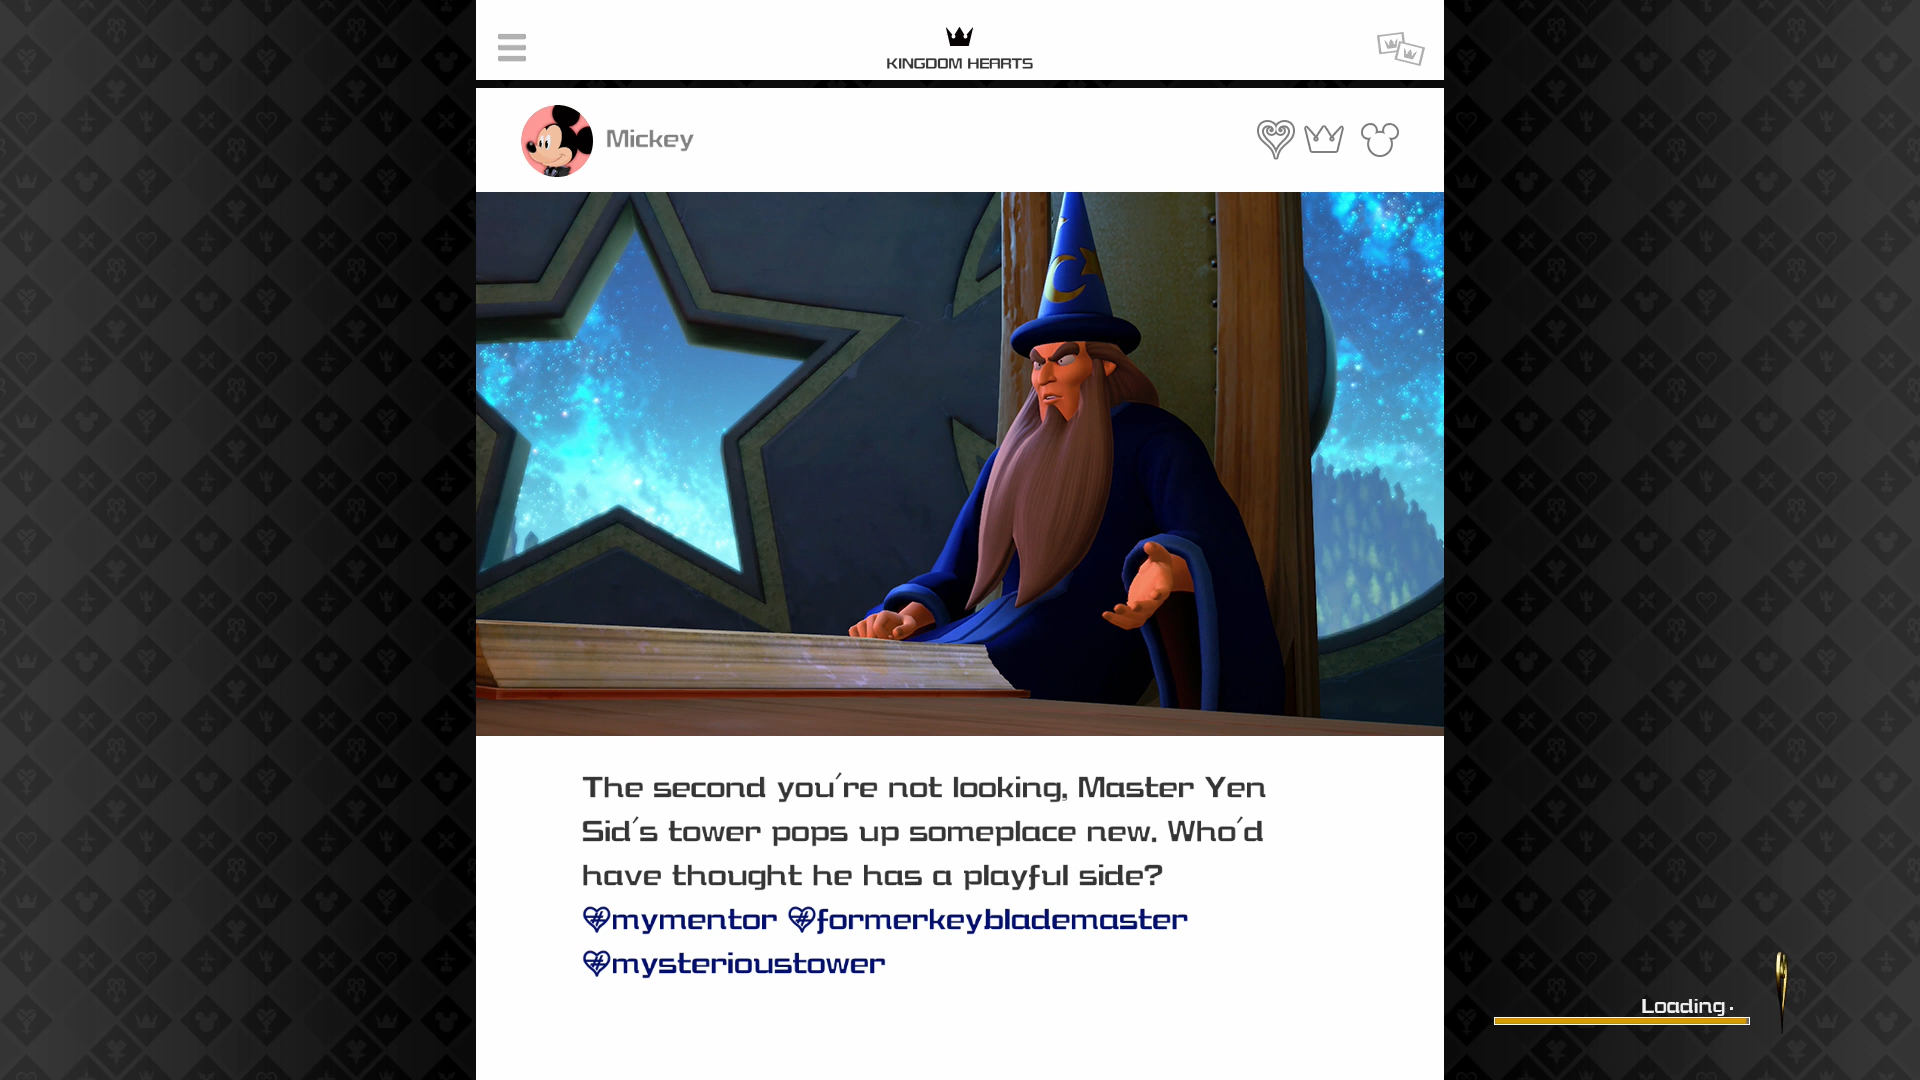 KINGDOM HEARTS
Mickey
The second you're not looking, Master Yen
Sid's tower pops up someplace new. Who'd
have thought he has a playful side?
#mymentor #formerkeyblademaster
#mysterioustower
Loading.